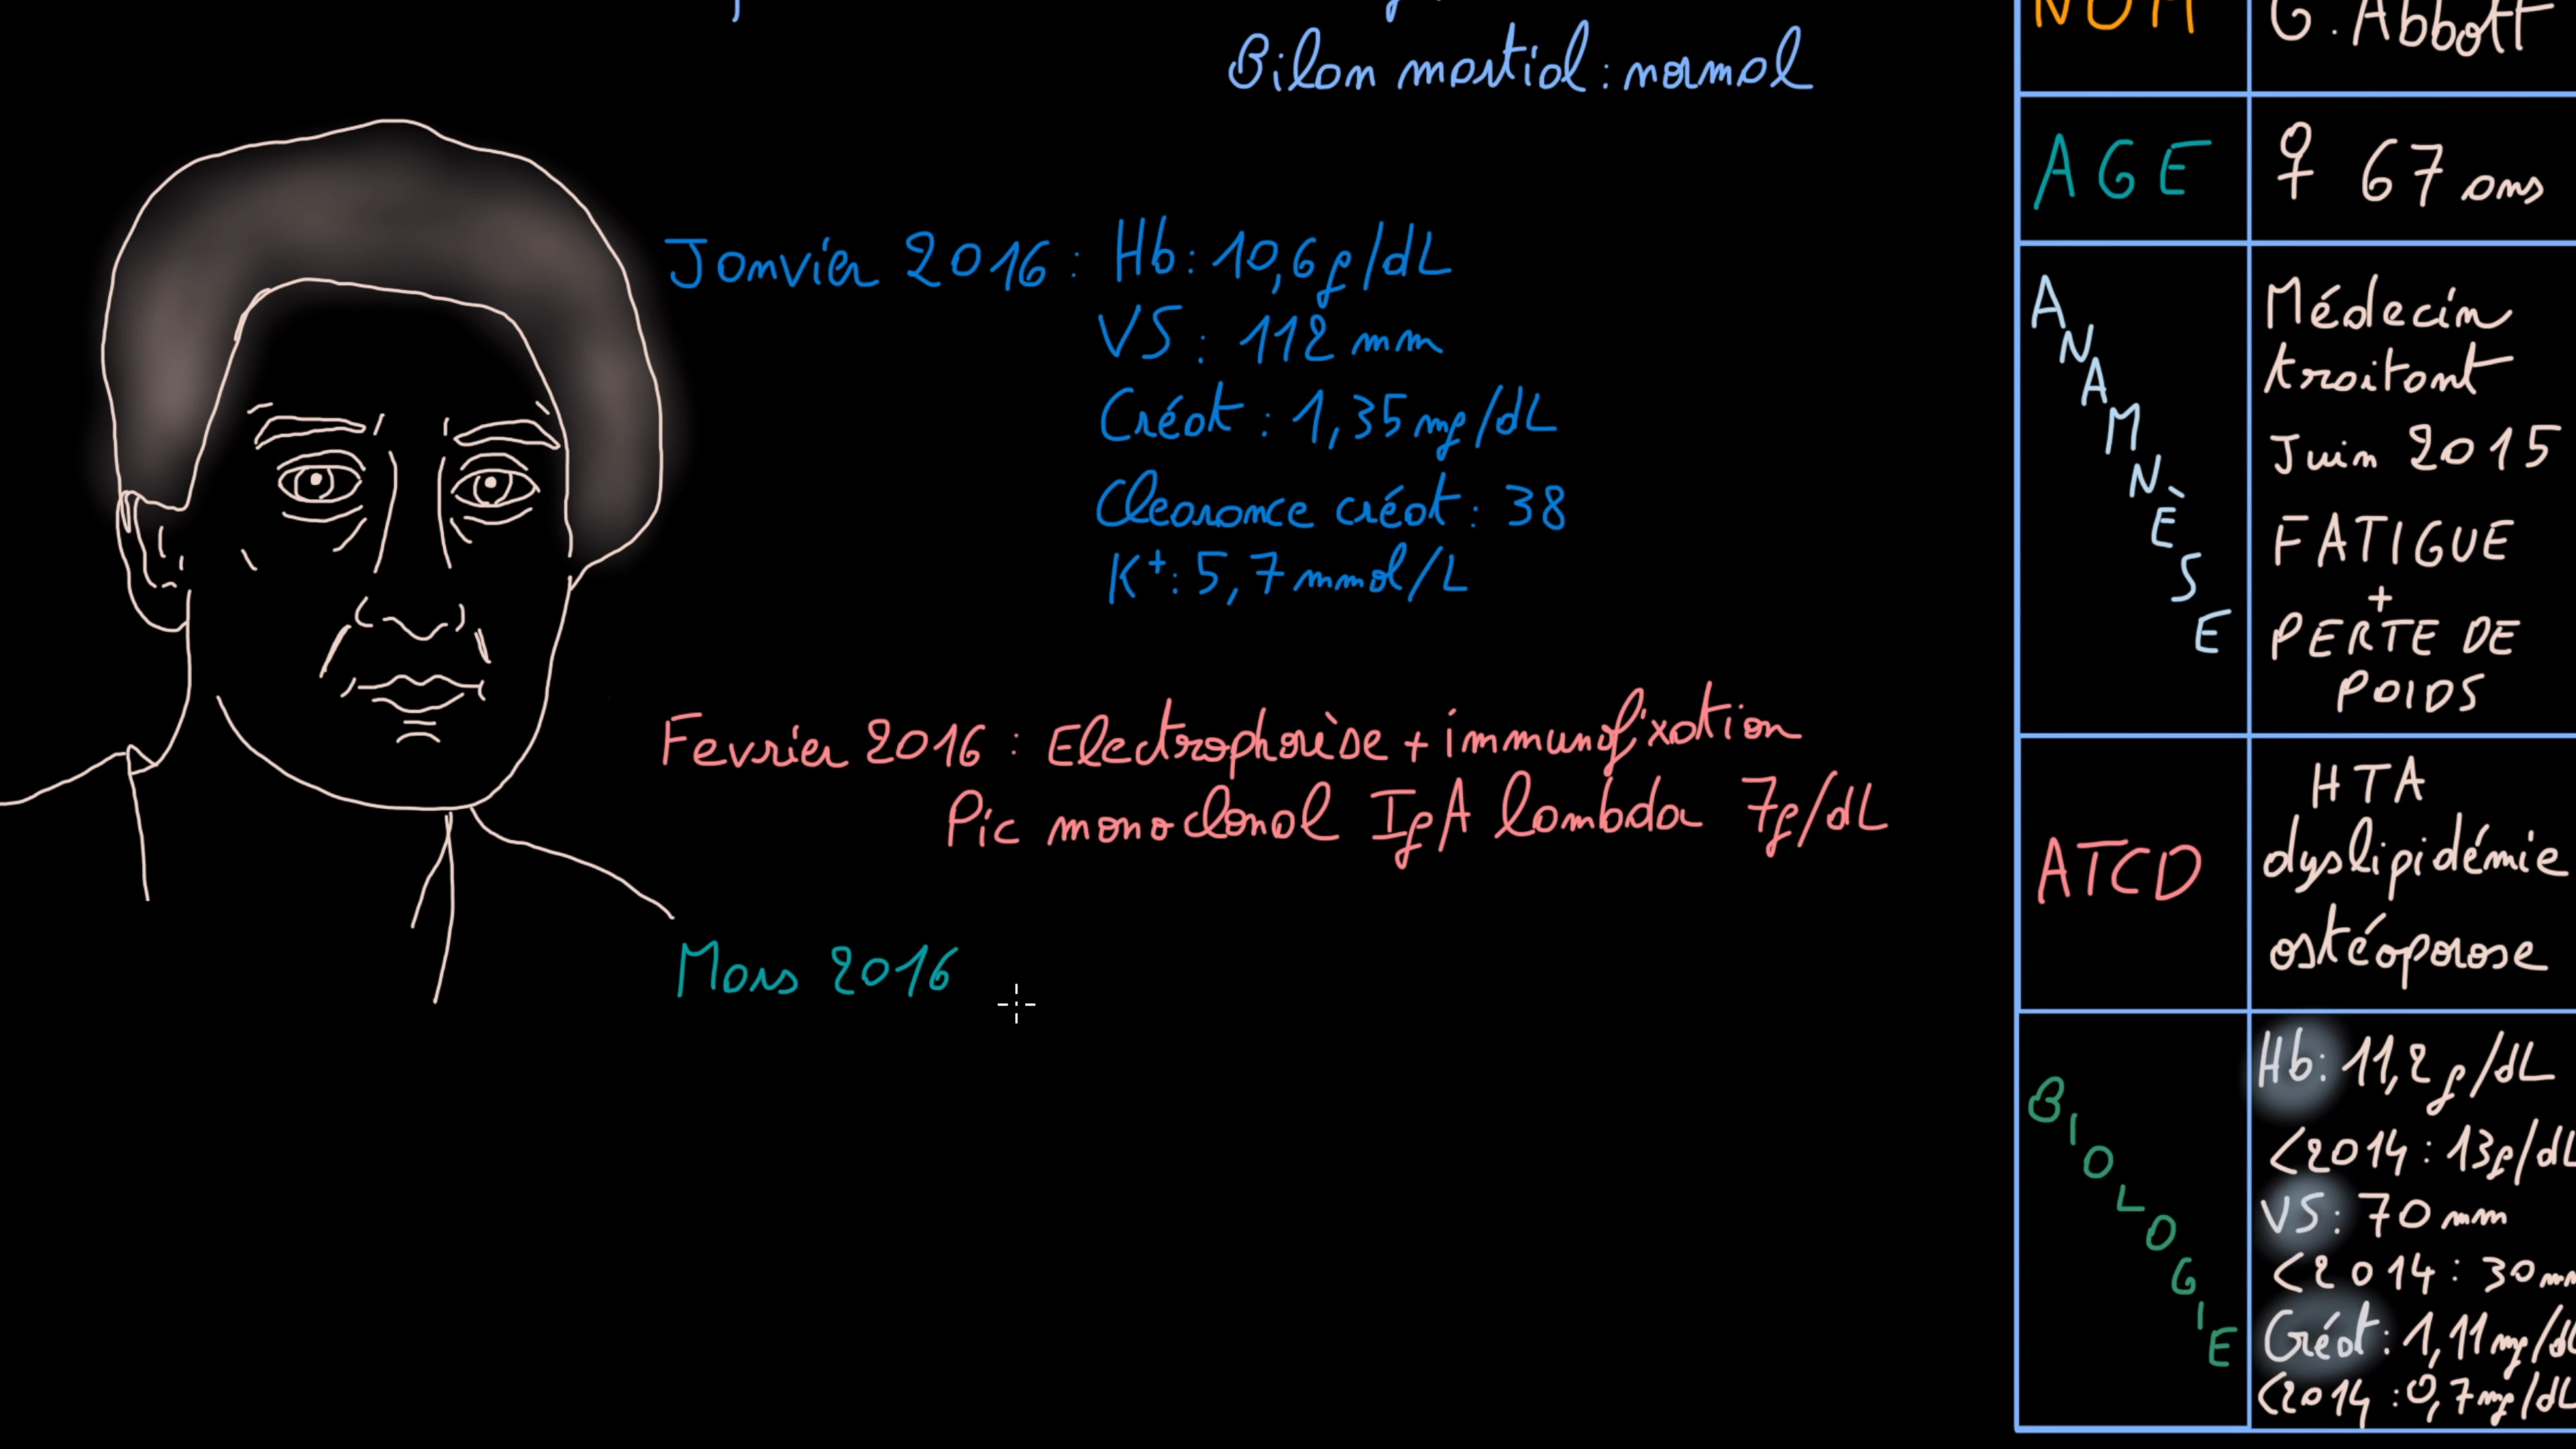 Bilan martial : normal
Janvier 2016 : Hb : 10,6 g/dL
VS : 112 mm
Créat : 1,35 mg/dL
Clearance créat : 38
K+ : 5,7 mmol/L
Fevrier 2016 : Electrophorèse + immunofixation
Pic monoclonal IgA lambda 7g/dL
Mars 2016
NOM
G. Abbott
AGE
♀ 67 ans
ANAMNÈSE
Médecin
traitant
Juin 2015
FATIGUE
+
PERTE DE
POIDS
ATCD
HTA
dyslipidémie
ostéoporose
BIOLOGIE
Hb : 11,2 g/dL
<2014 : 13g/dL
VS : 70 mm
<2014 : 30 mm
Créat : 1,11 mg/dL
<2014 : 0,7 mg/dL